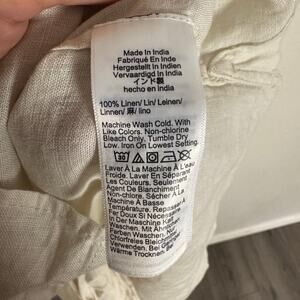 Made In India
Fabriqué En Inde
Hergestellt In Indien
Vervaardigd In India
インド製
hecho en india
100% Linen/ Lin/ Leinen/
Linnen/ 麻/ lino
Machine Wash Cold. With
Like Colors. Non-chlorine
Bleach Only. Tumble Dry
Low. Iron On Lowest Setting.
30
Laver À La Machine À L'eau
Froide. Laver En Séparant
Les Couleurs. Seulement
Agent De Blanchiment
Non-chlore. Sécher À La
Machine À Basse
Température. Repasser À
Fer Doux Si Nécessaire.
In Der Maschine Kalt
Waschen. Mit Ähnlichen
Farben Waschen. Nur
Chlorfreies Bleichen
Verwenden. Bei
Wärme Trocknen.